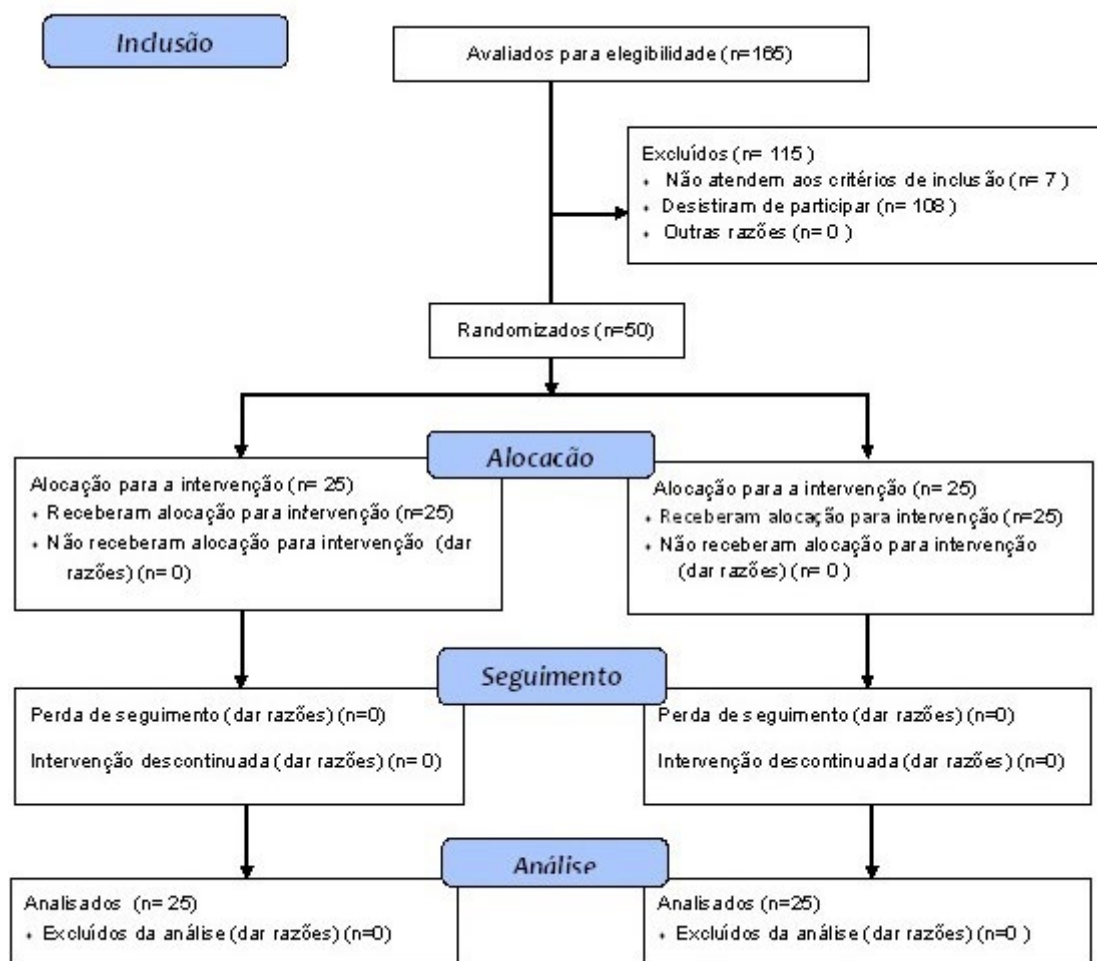 Inclusão
Avaliados para elegibilidade (n=165)
Excluídos (n= 115 )
• Não atendem aos critérios de inclusão (n= 7 )
• Desistiram de participar (n= 108 )
• Outras razões (n= 0 )
Randomizados (n=50)
Alocacão
Alocação para a intervenção (n= 25)
• Receberam alocação para intervenção (n=25)
• Não receberam alocação para intervenção (dar
razões) (n= 0)
Alocação para a intervenção (n= 25)
• Receberam alocação para intervenção (n=25)
• Não receberam alocação para intervenção
(dar razões) (n= 0 )
Seguimento
Perda de seguimento (dar razões) (n=0)
Intervenção descontinuada (dar razões) (n= 0)
Perda de seguimento (dar razões) (n=0)
Intervenção descontinuada (dar razões) (n=0)
Análise
Analisados (n= 25)
• Excluídos da análise (dar razões) (n=0)
Analisados (n=25)
• Excluídos da análise (dar razões) (n=0 )